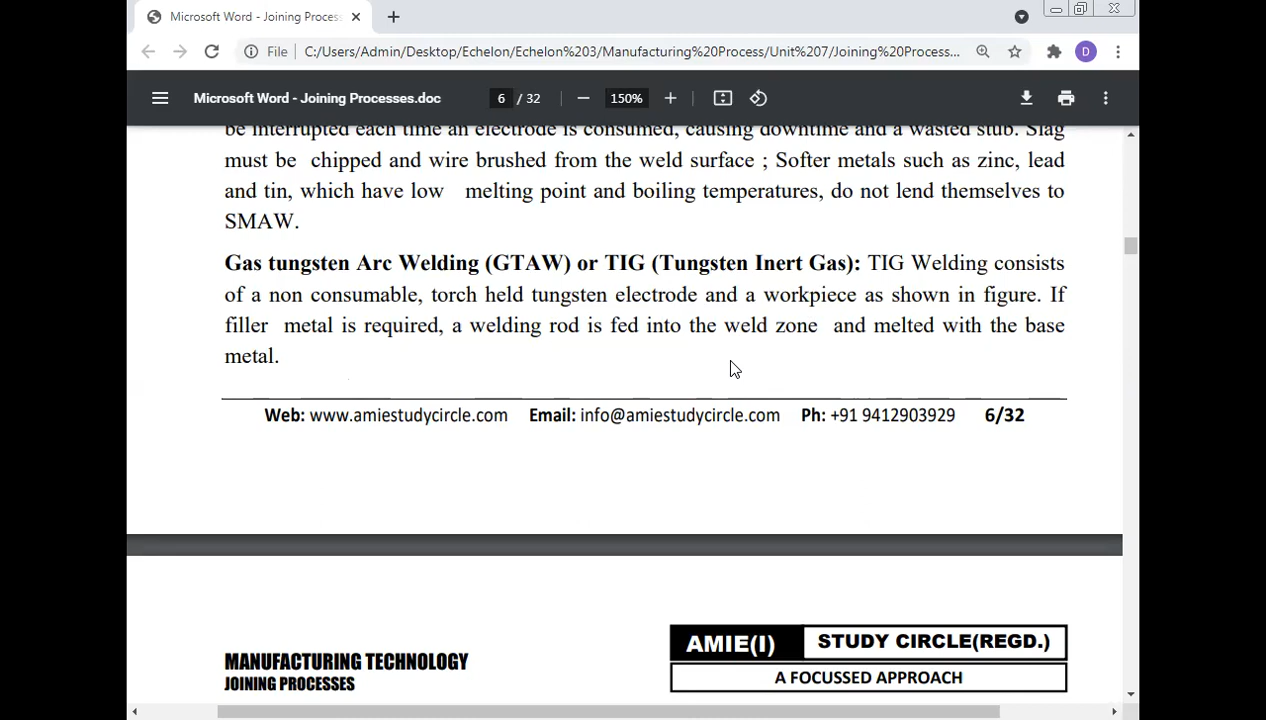 Microsoft Word - Joining Process
File C:/Users/Admin/Desktop/Echelon/Echelon%203/Manufacturing%20Process/Unit%207/Joining%20Process...
D
Microsoft Word - Joining Processes.doc 6 / 32 150%
be interrupted each time an electrode is consumed, causing downtime and a wasted stub. Slag
must be chipped and wire brushed from the weld surface ; Softer metals such as zinc, lead
and tin, which have low melting point and boiling temperatures, do not lend themselves to
SMAW.
Gas tungsten Arc Welding (GTAW) or TIG (Tungsten Inert Gas): TIG Welding consists
of a non consumable, torch held tungsten electrode and a workpiece as shown in figure. If
filler metal is required, a welding rod is fed into the weld zone and melted with the base
metal.
Web: www.amiestudycircle.com Email: info@amiestudycircle.com Ph: +91 9412903929 6/32
AMIE(I) STUDY CIRCLE(REGD.)
MANUFACTURING TECHNOLOGY
JOINING PROCESSES
A FOCUSSED APPROACH